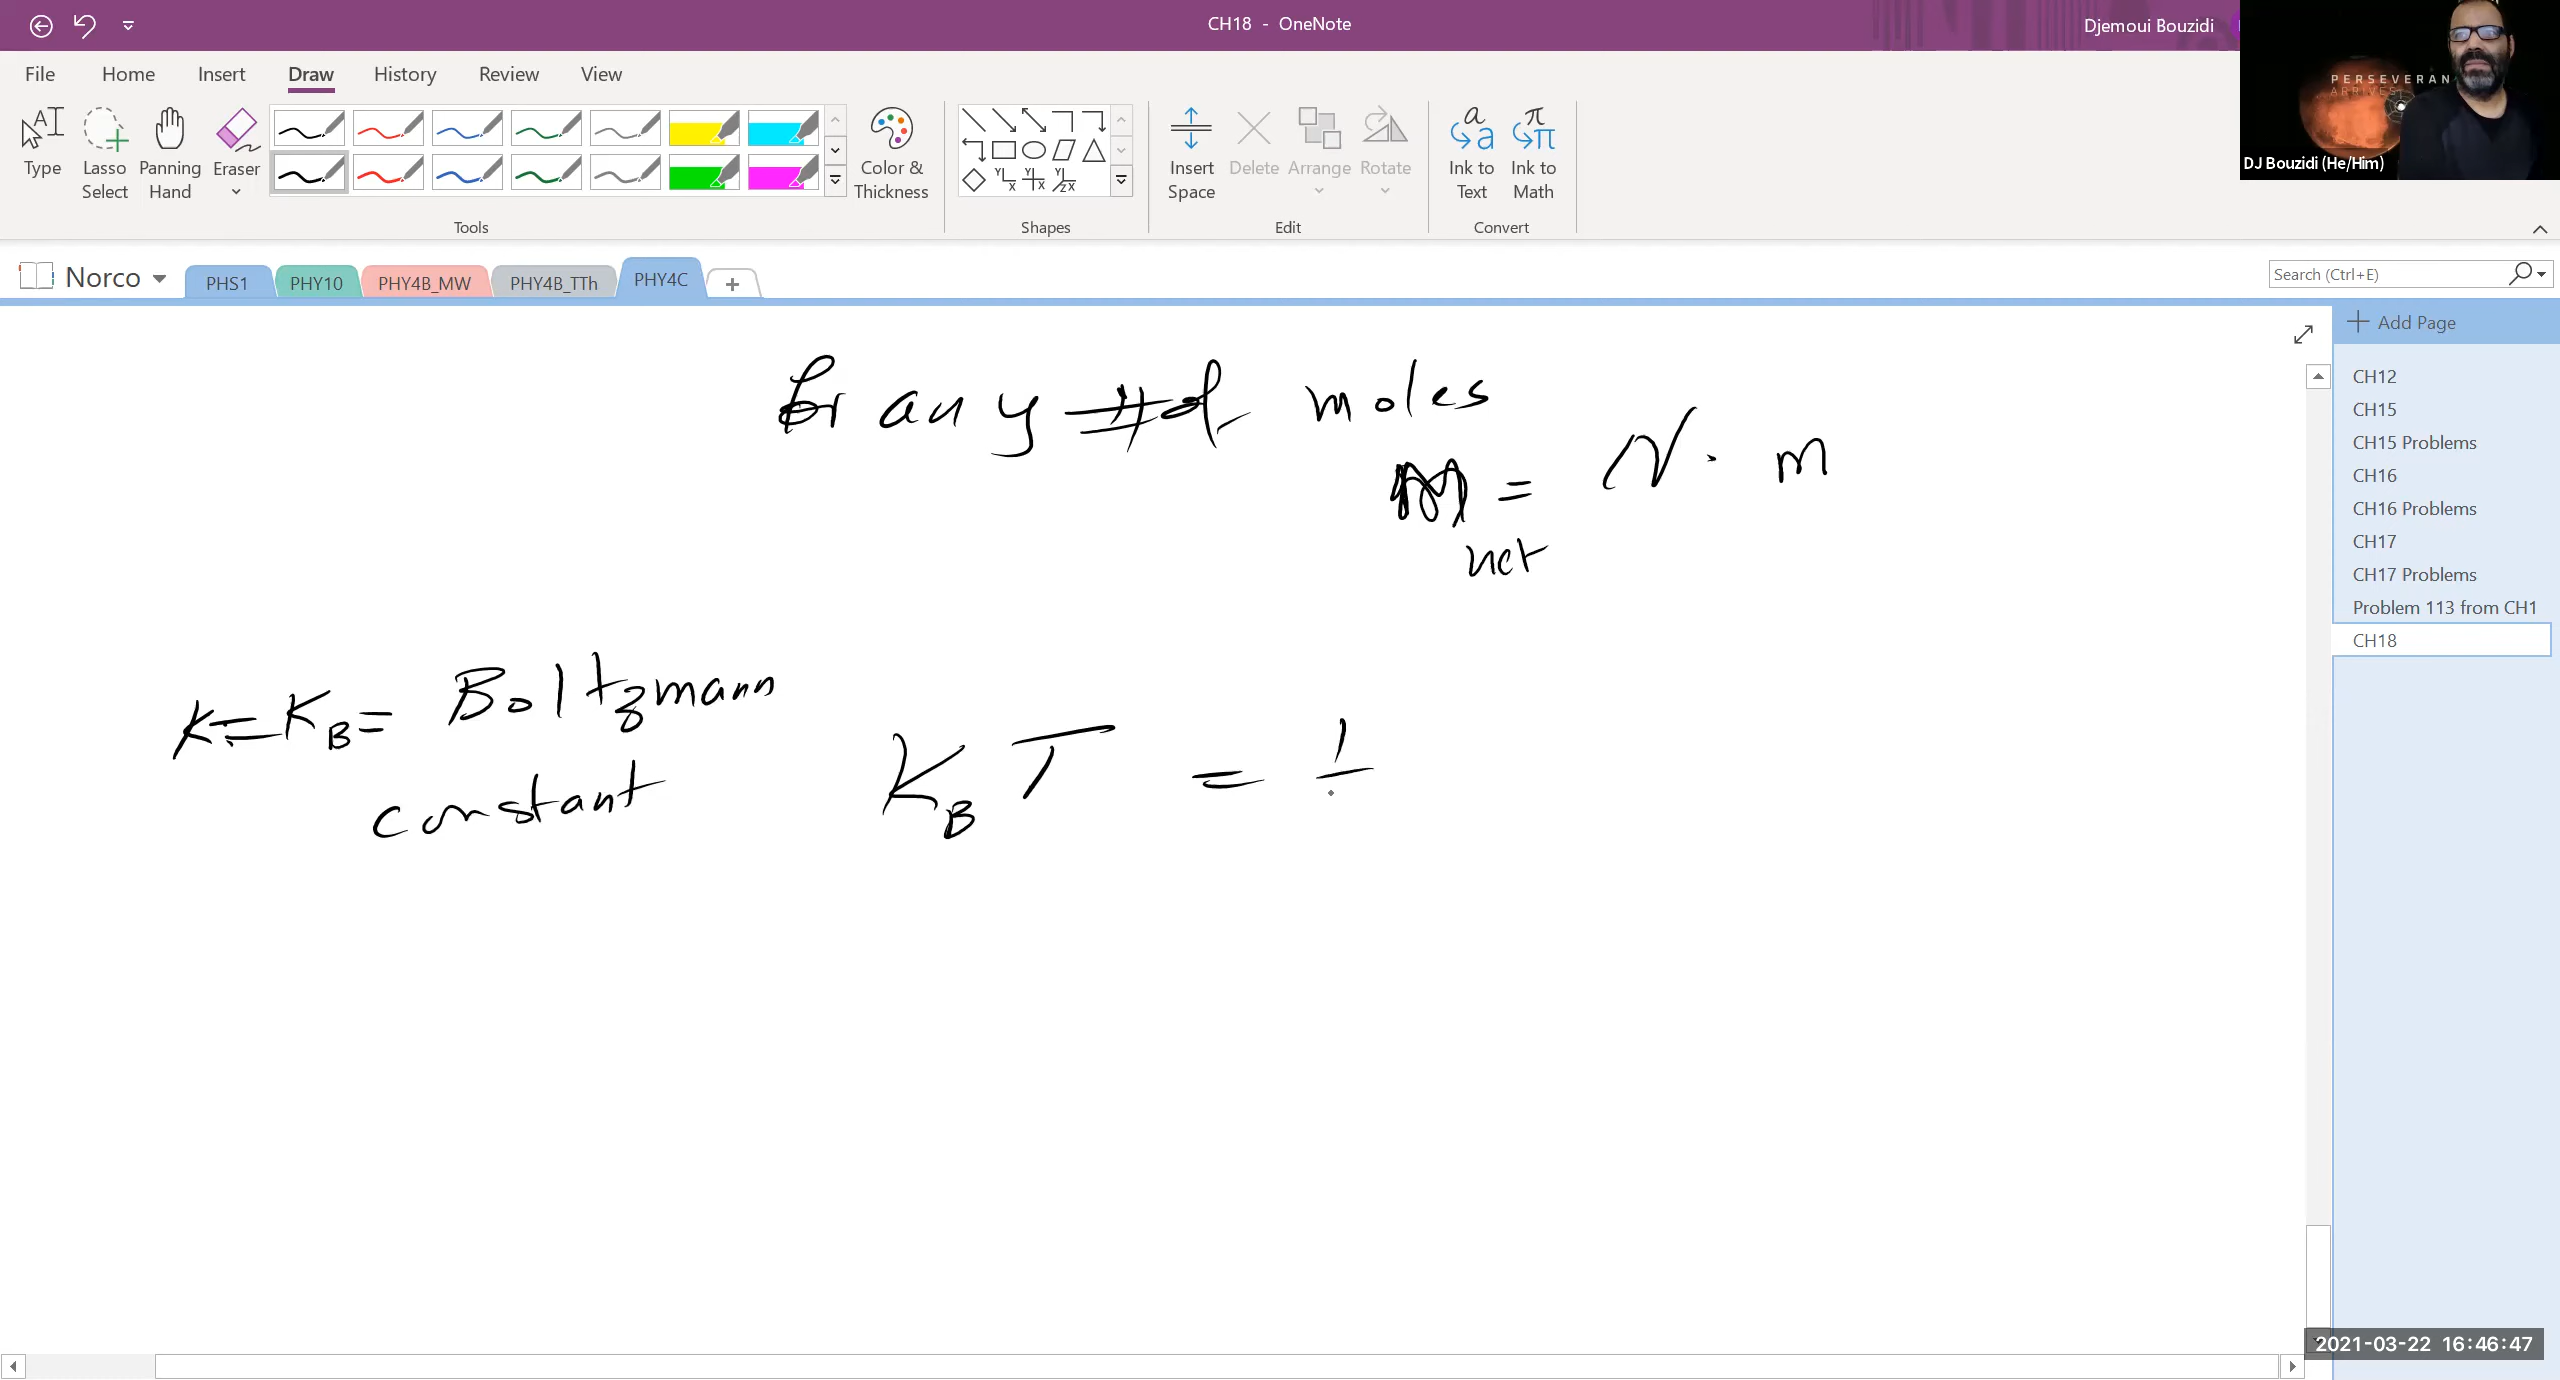 CH18 - OneNote
Djemoui Bouzidi
File Home Insert Draw History Review View
Type
Lasso Select
Panning Hand
Eraser
Color & Thickness
Insert Space
Delete
Arrange
Rotate
Ink to Text
Ink to Math
Tools
Shapes
Edit
Convert
PERSEVERAN
ARRIVES
DJ Bouzidi (He/Him)
Norco PHS1 PHY10 PHY4B_MW PHY4B_TTh PHY4C
Search (Ctrl+E)
Add Page
CH12
CH15
CH15 Problems
CH16
CH16 Problems
CH17
CH17 Problems
Problem 113 from CH1
CH18
for any # of moles
M = N · m
net
K = K_B = Boltzmann
constant
K_B T = 1
2021-03-22 16:46:47